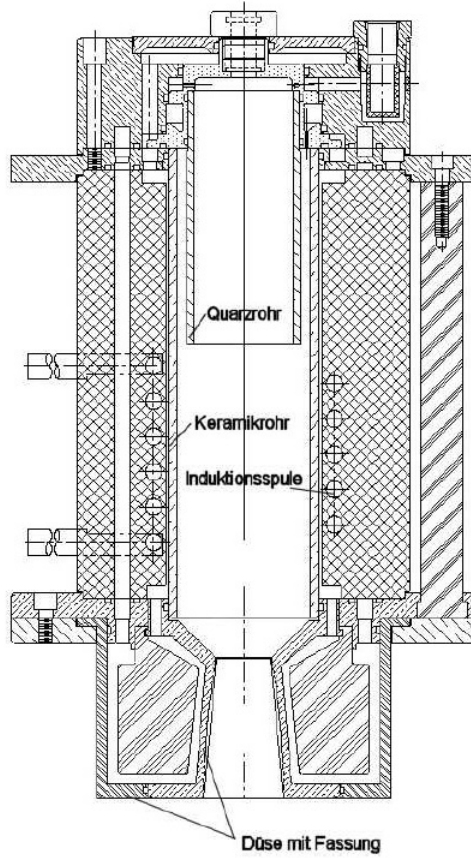 Quarzrohr
Keramikrohr
Induktionsspule
Düse mit Fassung